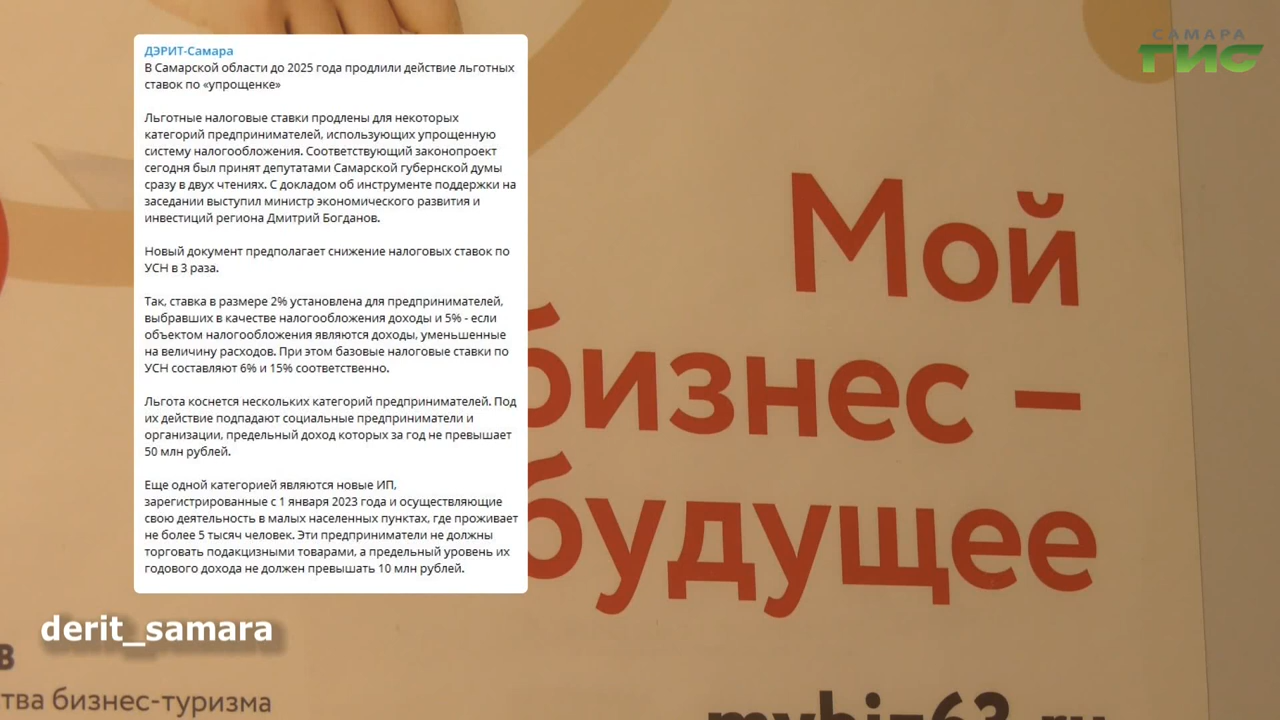 ДЭРИТ-Самара
В Самарской области до 2025 года продлили действие льготных
ставок по «упрощенке»
Льготные налоговые ставки продлены для некоторых
категорий предпринимателей, использующих упрощенную
систему налогообложения. Соответствующий законопроект
сегодня был принят депутатами Самарской губернской думы
сразу в двух чтениях. С докладом об инструменте поддержки на
заседании выступил министр экономического развития и
инвестиций региона Дмитрий Богданов.
Новый документ предполагает снижение налоговых ставок по
УСН в 3 раза.
Так, ставка в размере 2% установлена для предпринимателей,
выбравших в качестве налогообложения доходы и 5% - если
объектом налогообложения являются доходы, уменьшенные
на величину расходов. При этом базовые налоговые ставки по
УСН составляют 6% и 15% соответственно.
Льгота коснется нескольких категорий предпринимателей. Под
их действие подпадают социальные предприниматели и
организации, предельный доход которых за год не превышает
50 млн рублей.
Еще одной категорией являются новые ИП,
зарегистрированные с 1 января 2023 года и осуществляющие
свою деятельность в малых населенных пунктах, где проживает
не более 5 тысяч человек. Эти предприниматели не должны
торговать подакцизными товарами, а предельный уровень их
годового дохода не должен превышать 10 млн рублей.
САМАРА
ГИС
Мой
бизнес –
будущее
derit_samara
в
тва бизнес-туризма
mybiz63.ru